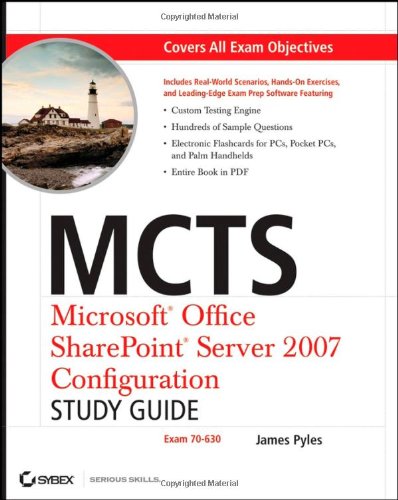 Copyrighted Material
Covers All Exam Objectives
Includes Real-World Scenarios, Hands-On Exercises,
and Leading-Edge Exam Prep Software Featuring
• Custom Testing Engine
• Hundreds of Sample Questions
• Electronic Flashcards for PCs, Pocket PCs,
and Palm Handhelds
• Entire Book in PDF
MCTS
Microsoft® Office
SharePoint® Server 2007
Configuration
STUDY GUIDE
Exam 70-630
James Pyles
SYBEX
SERIOUS SKILLS.
Copyrighted Material